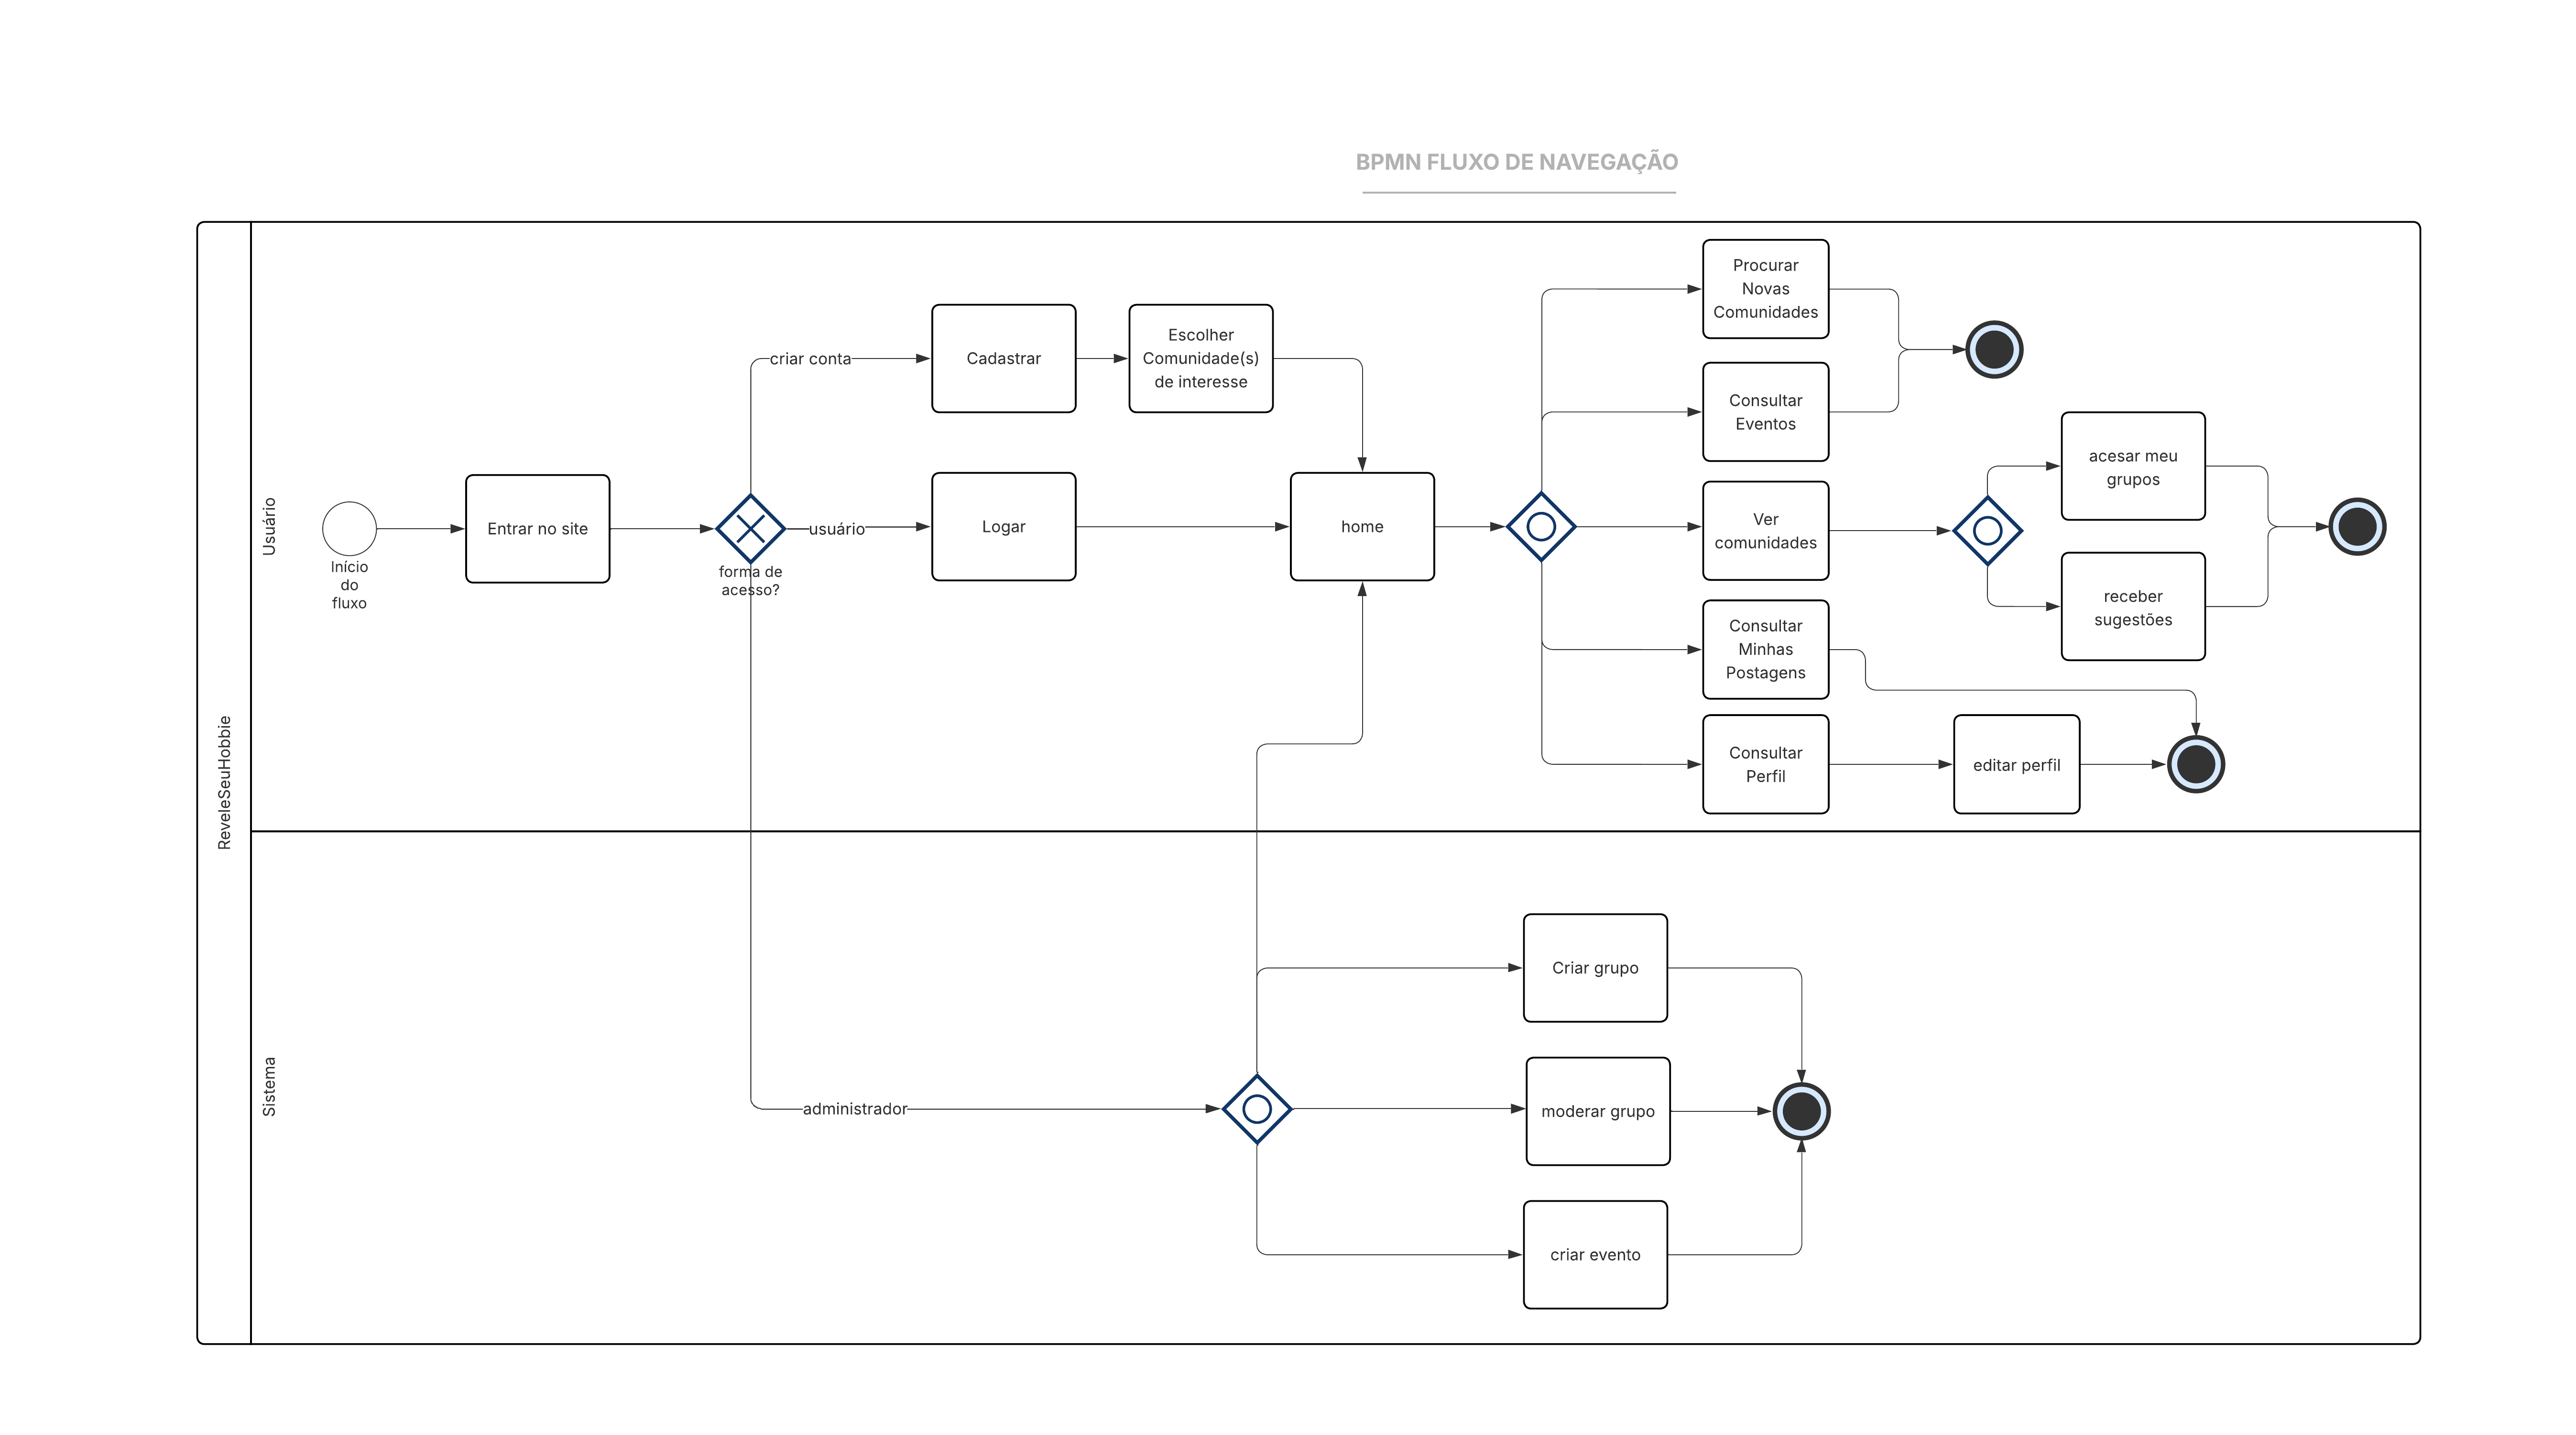 BPMN FLUXO DE NAVEGAÇÃO
ReveleSeuHobbie
Usuário
Início
do
fluxo
Entrar no site
forma de
acesso?
criar conta
usuário
administrador
Cadastrar
Escolher
Comunidade(s)
de interesse
Logar
home
Procurar
Novas
Comunidades
Consultar
Eventos
Ver
comunidades
Consultar
Minhas
Postagens
Consultar
Perfil
acesar meu
grupos
receber
sugestões
editar perfil
Sistema
Criar grupo
moderar grupo
criar evento